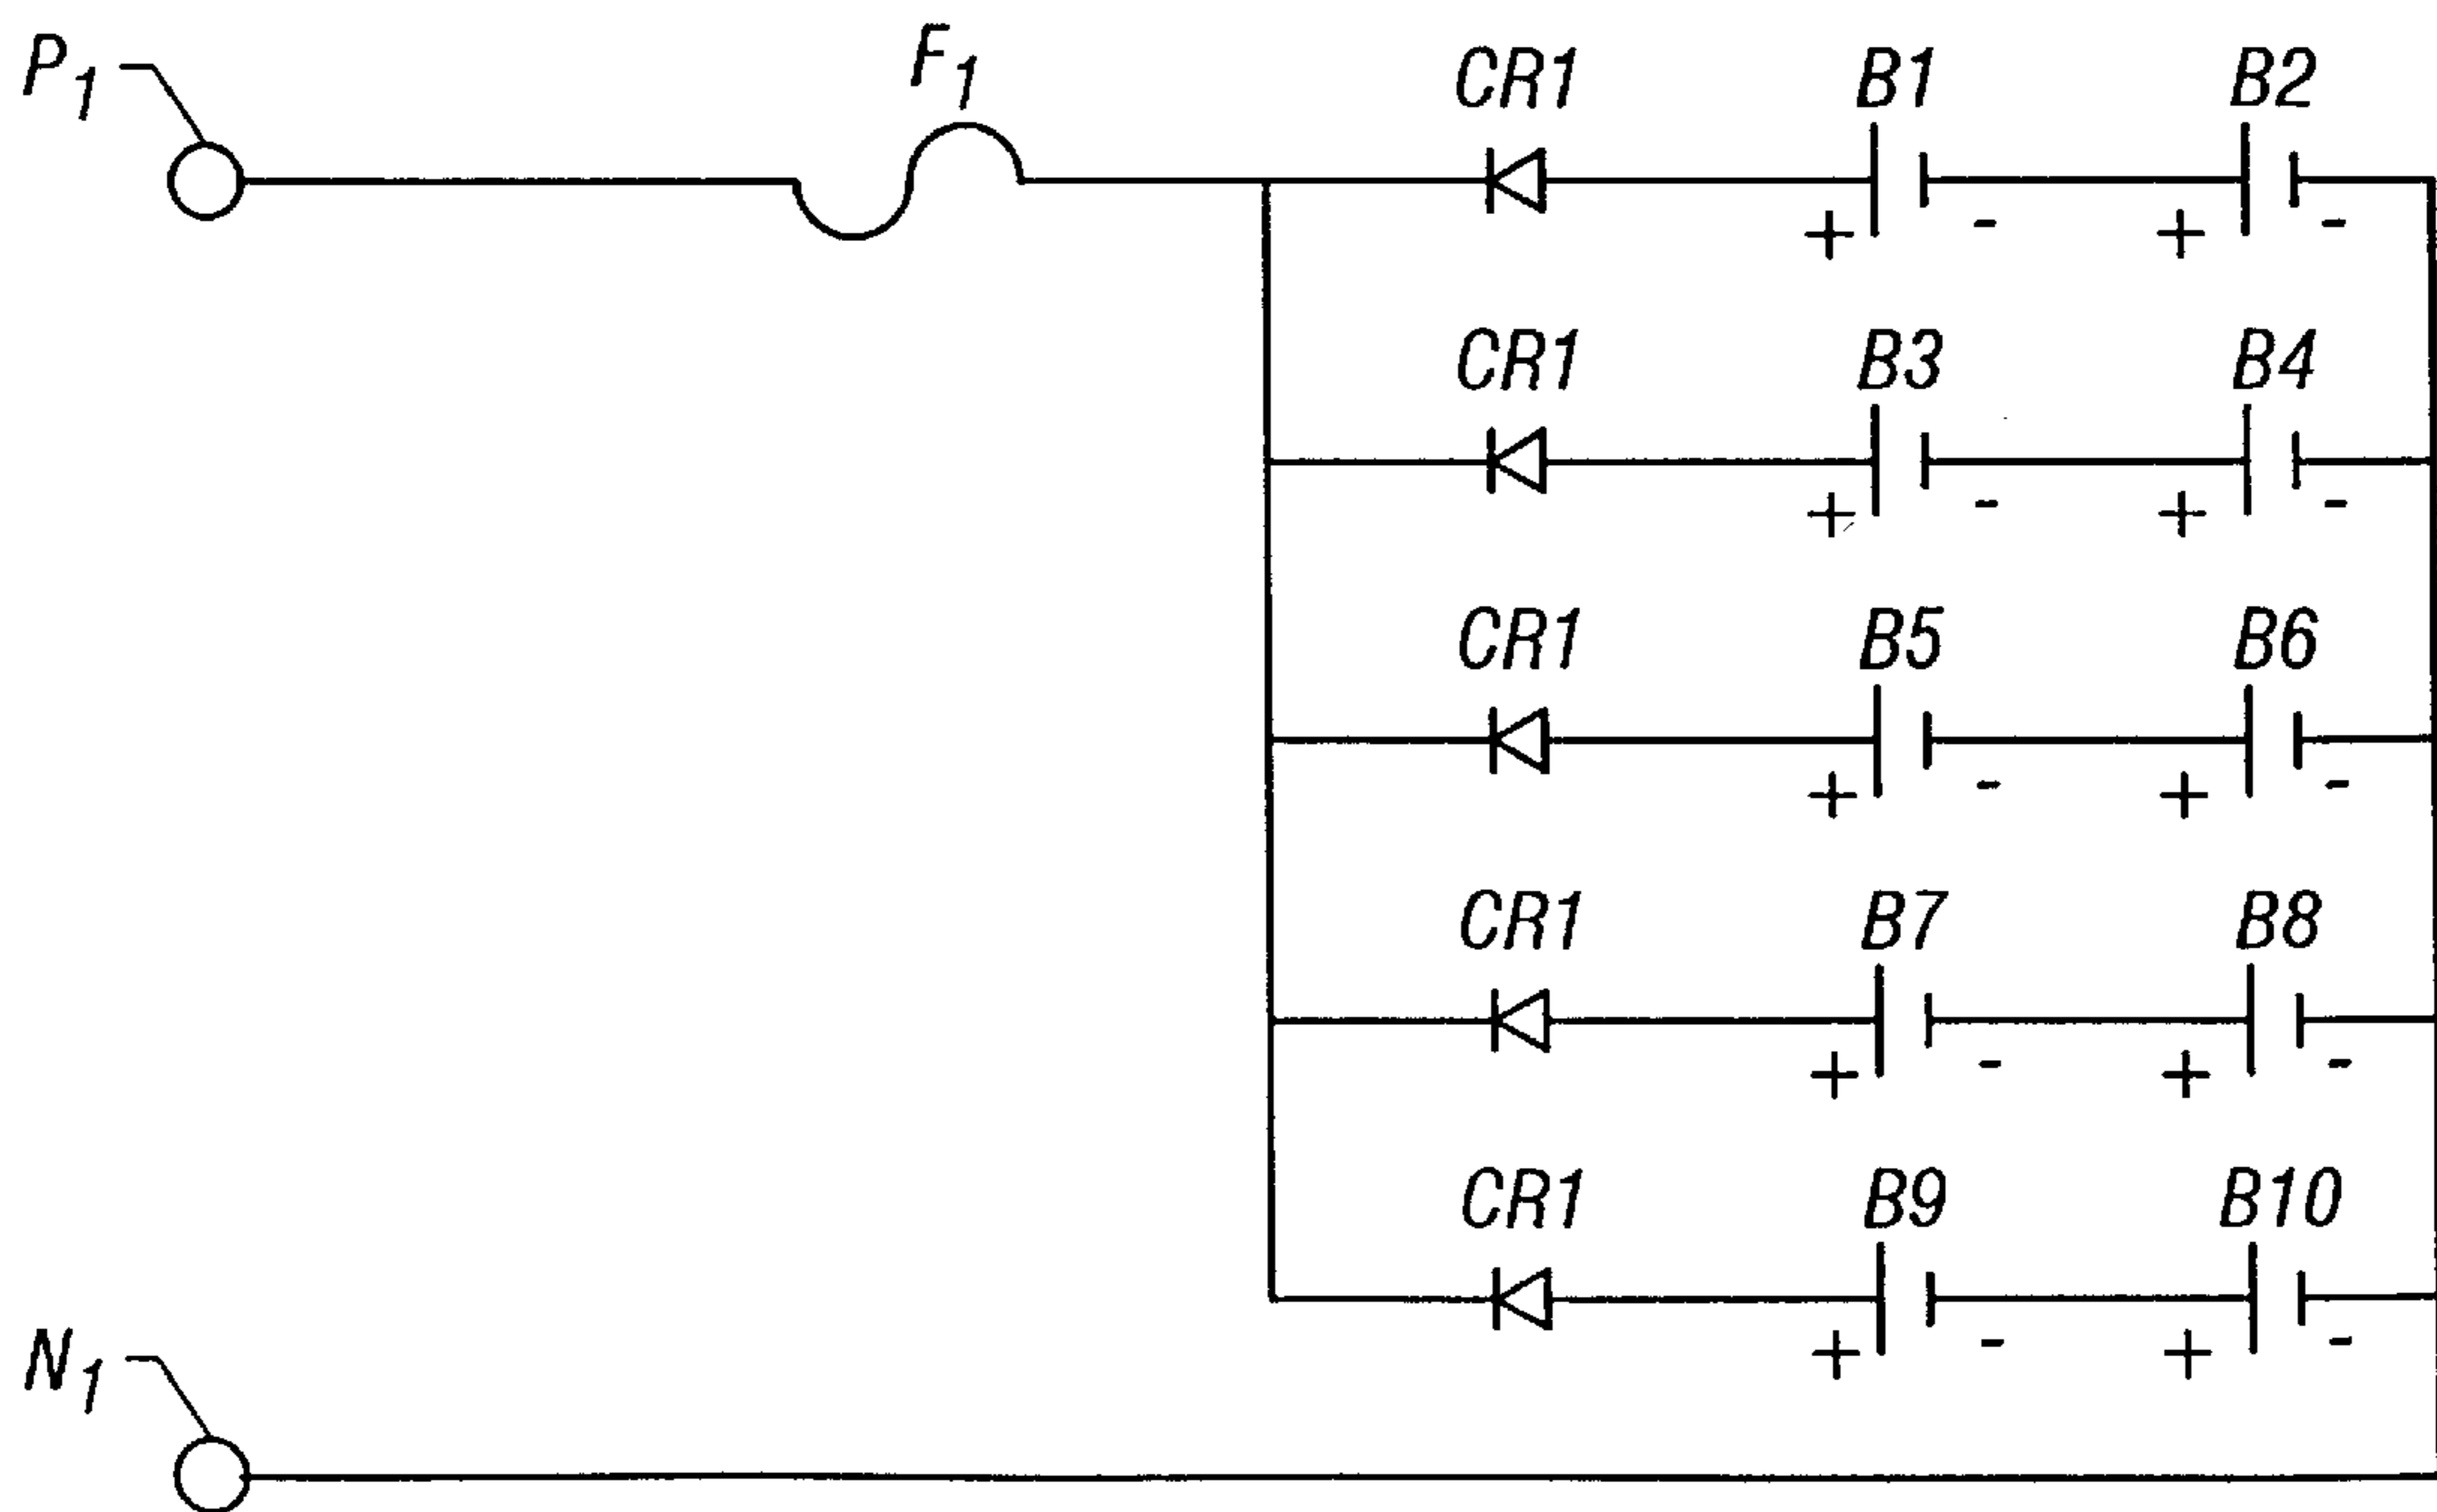 P1 F1 CR1 B1 B2
+ - + -
CR1 B3 B4
+ - + -
CR1 B5 B6
+ - + -
CR1 B7 B8
+ - + -
CR1 B9 B10
+ - + -
N1